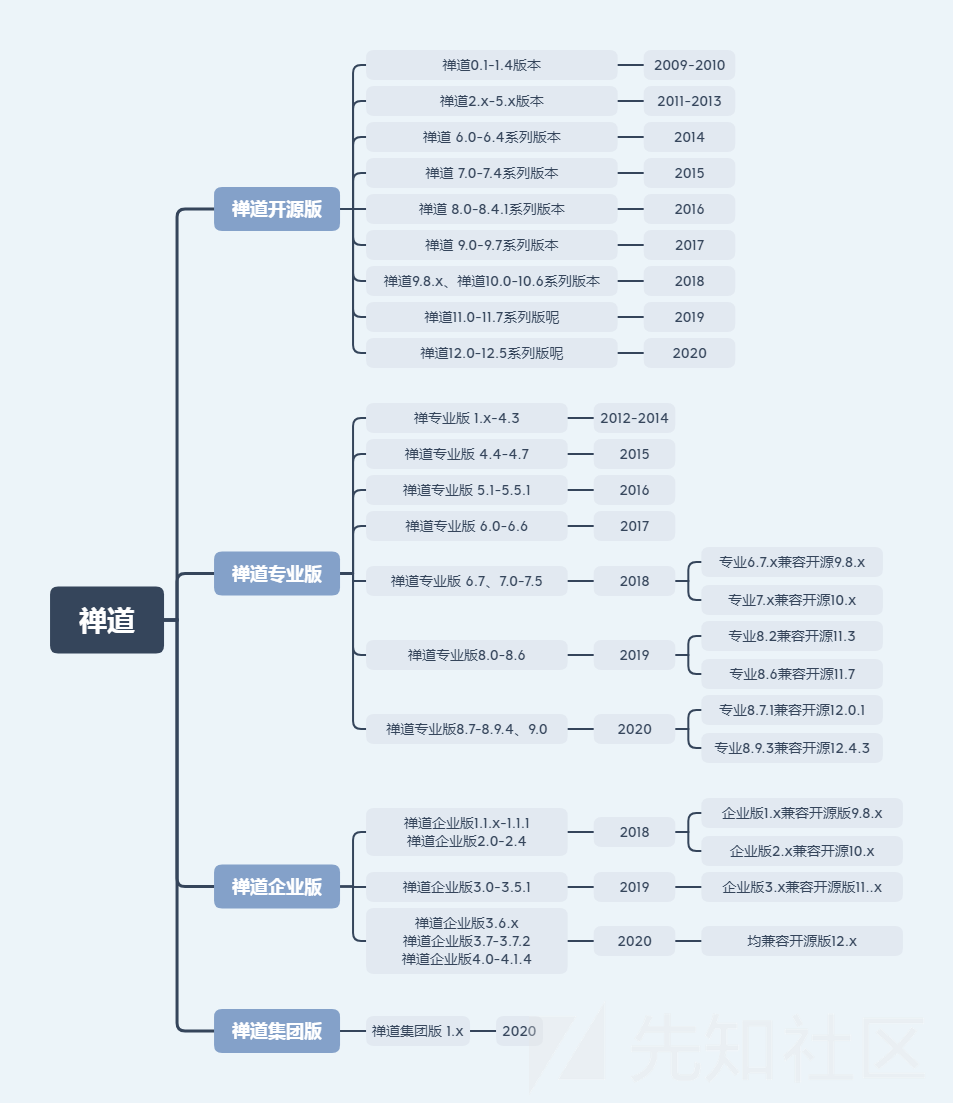 禅道
禅道开源版
禅道0.1-1.4版本
2009-2010
禅道2.x-5.x版本
2011-2013
禅道 6.0-6.4系列版本
2014
禅道 7.0-7.4系列版本
2015
禅道 8.0-8.4.1系列版本
2016
禅道 9.0-9.7系列版本
2017
禅道9.8.x、禅道10.0-10.6系列版本
2018
禅道11.0-11.7系列版呢
2019
禅道12.0-12.5系列版呢
2020
禅道专业版
禅专业版 1.x-4.3
2012-2014
禅道专业版 4.4-4.7
2015
禅道专业版 5.1-5.5.1
2016
禅道专业版 6.0-6.6
2017
禅道专业版 6.7、7.0-7.5
2018
专业6.7.x兼容开源9.8.x
专业7.x兼容开源10.x
禅道专业版8.0-8.6
2019
专业8.2兼容开源11.3
专业8.6兼容开源11.7
禅道专业版8.7-8.9.4、9.0
2020
专业8.7.1兼容开源12.0.1
专业8.9.3兼容开源12.4.3
禅道企业版
禅道企业版1.1.x-1.1.1
禅道企业版2.0-2.4
2018
企业版1.x兼容开源版9.8.x
企业版2.x兼容开源10.x
禅道企业版3.0-3.5.1
2019
企业版3.x兼容开源版11..x
禅道企业版3.6.x
禅道企业版3.7-3.7.2
禅道企业版4.0-4.1.4
2020
均兼容开源版12.x
禅道集团版
禅道集团版 1.x
2020
先知社区